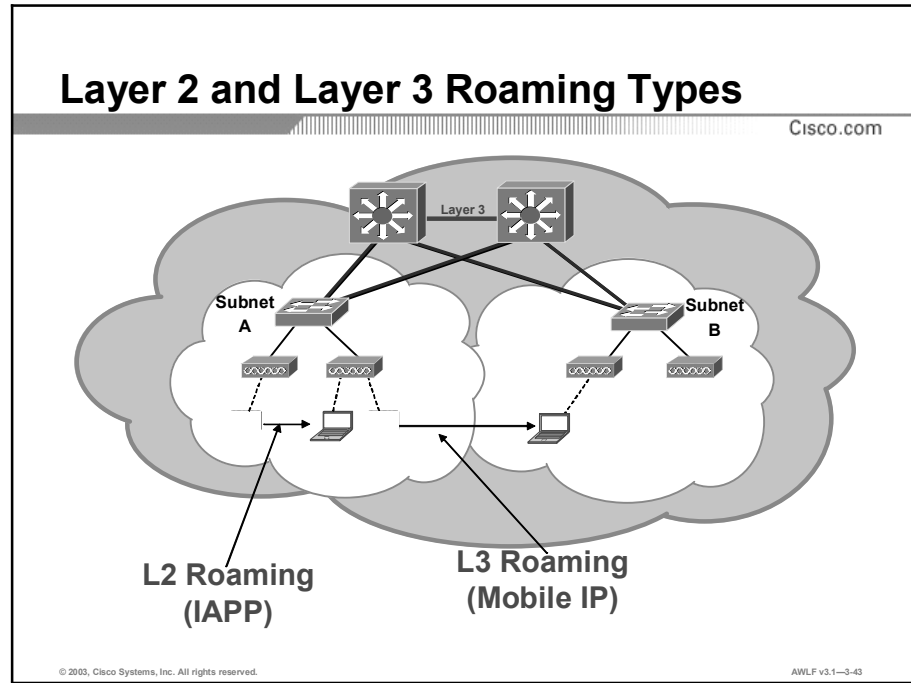 Layer 2 and Layer 3 Roaming Types
Cisco.com
Layer 3
Subnet
A
Subnet
B
L2 Roaming
(IAPP)
L3 Roaming
(Mobile IP)
© 2003, Cisco Systems, Inc. All rights reserved.
AWLF v3.1—3-43